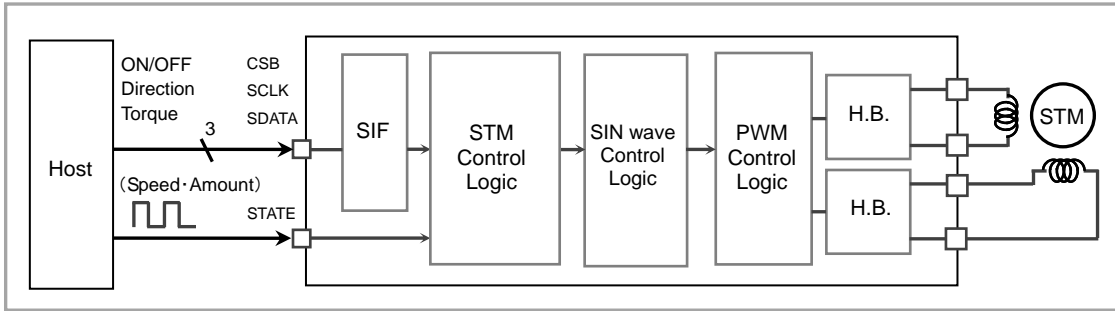 Host
ON/OFF
Direction
Torque
3
CSB
SCLK
SDATA
(Speed・Amount)
STATE
SIF
STM
Control
Logic
SIN wave
Control
Logic
PWM
Control
Logic
H.B.
H.B.
STM